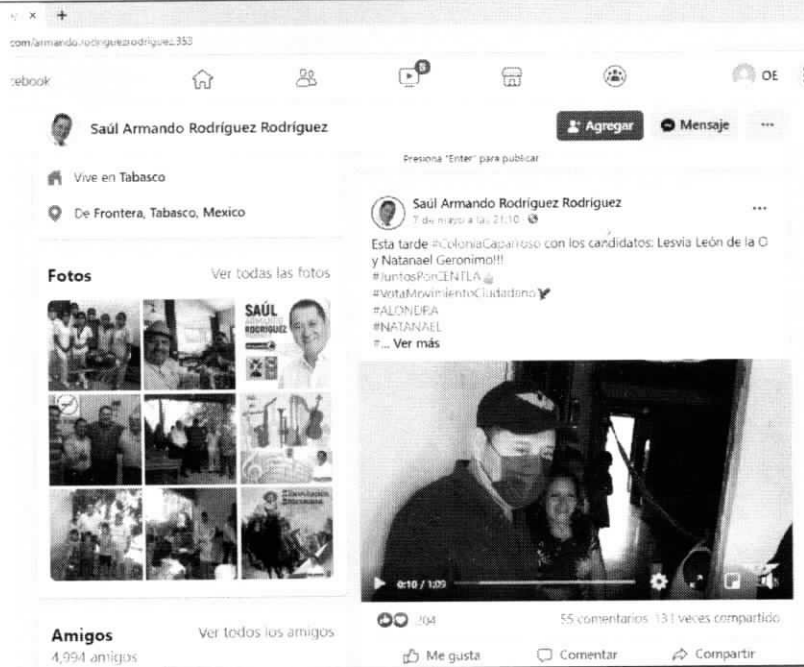 com/armando.rodriguezrodriguez.353
cebook
5
OE
Saúl Armando Rodríguez Rodríguez
Agregar
Mensaje
Presiona "Enter" para publicar
Vive en Tabasco
De Frontera, Tabasco, Mexico
Fotos
Ver todas las fotos
SAÚL
ARMANDO
RODRÍGUEZ
Saúl Armando Rodríguez Rodríguez
7 de mayo a las 21:10
Esta tarde #ColoniaCaparroso con los candidatos: Lesvia León de la O
y Natanael Geronimo!!!
#JuntosPorCENTLA
#VotaMovimientoCiudadano
#ALONDRA
#NATANAEL
#... Ver más
0:10 / 1:09
204
55 comentarios 131 veces compartido
Me gusta
Comentar
Compartir
Amigos
Ver todos los amigos
4,994 amigos